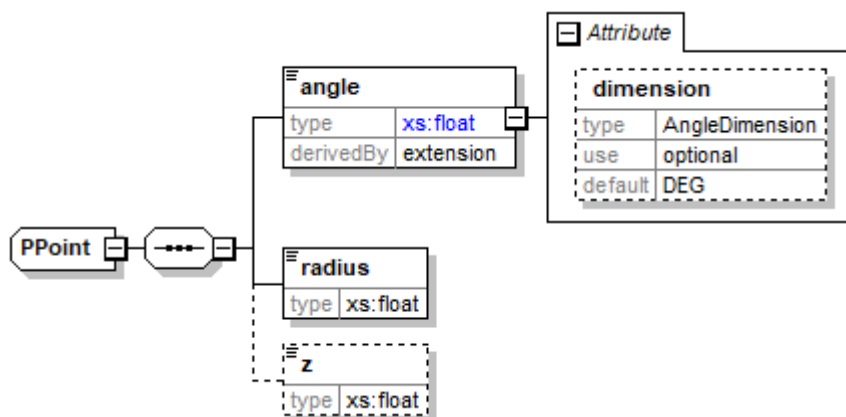 Attribute
angle
type xs:float
derivedBy extension
dimension
type AngleDimension
use optional
default DEG
PPoint
radius
type xs:float
z
type xs:float